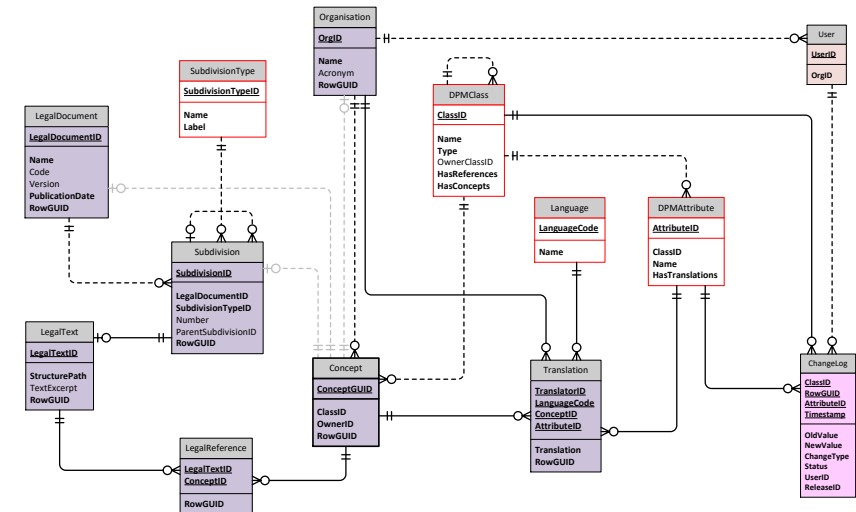 Organisation
OrgID
Name
Acronym
RowGUID
User
UserID
OrgID
SubdivisionType
SubdivisionTypeID
Name
Label
DPMClass
ClassID
Name
Type
OwnerClassID
HasReferences
HasConcepts
LegalDocument
LegalDocumentID
Name
Code
Version
PublicationDate
RowGUID
Language
LanguageCode
Name
DPMAttribute
AttributeID
ClassID
Name
HasTranslations
Subdivision
SubdivisionID
LegalDocumentID
SubdivisionTypeID
Number
ParentSubdivisionID
RowGUID
LegalText
LegalTextID
StructurePath
TextExcerpt
RowGUID
Concept
ConceptGUID
ClassID
OwnerID
RowGUID
Translation
TranslatorID
LanguageCode
ConceptID
AttributeID
Translation
RowGUID
ChangeLog
ClassID
RowGUID
AttributeID
Timestamp
OldValue
NewValue
ChangeType
Status
UserID
ReleaseID
LegalReference
LegalTextID
ConceptID
RowGUID